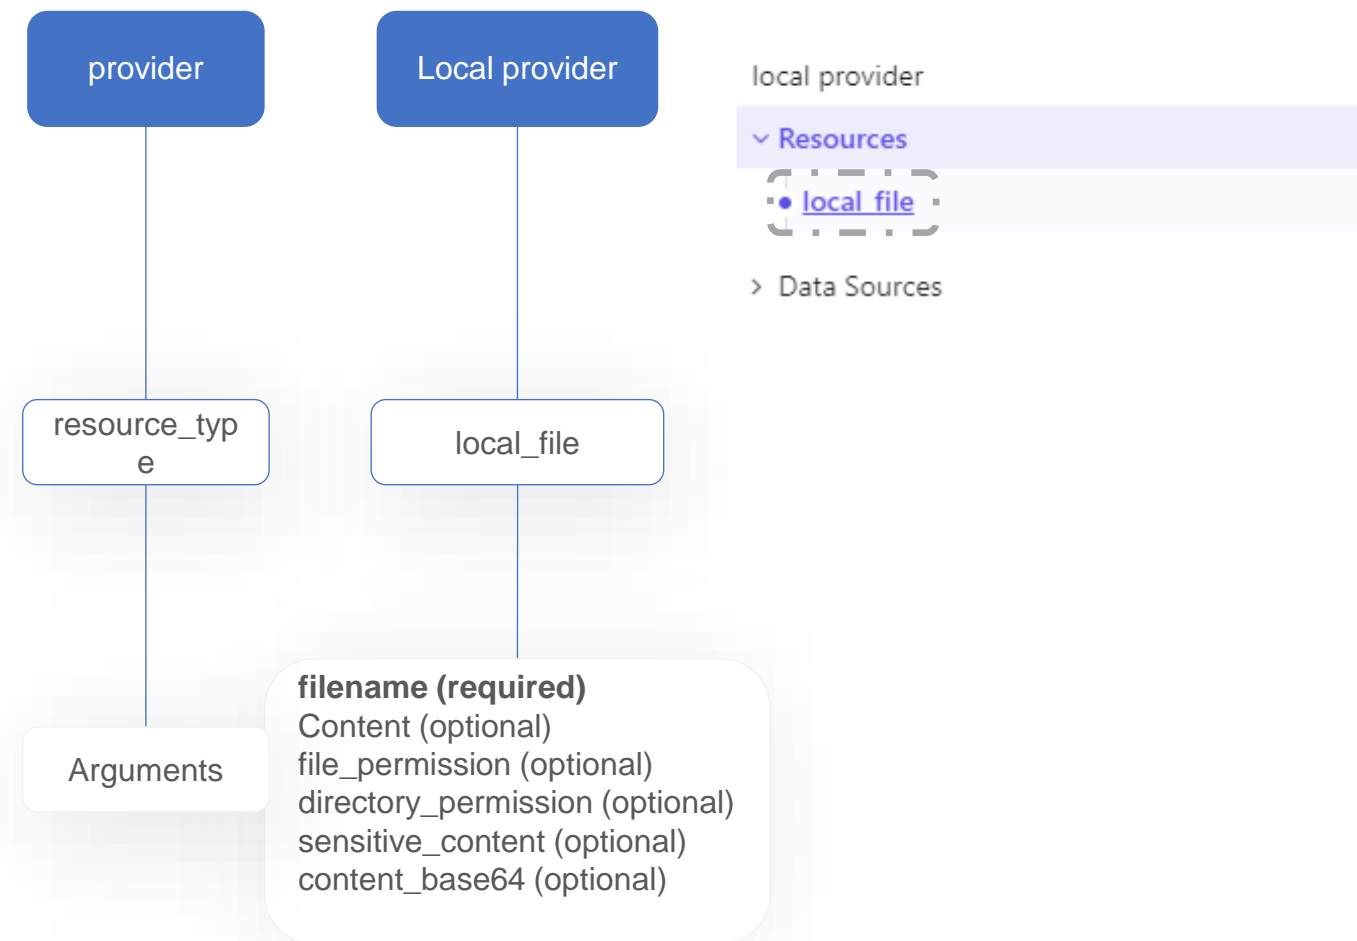 provider
Local provider
local provider
Resources
local_file
Data Sources
resource_typ
e
local_file
Arguments
filename (required)
Content (optional)
file_permission (optional)
directory_permission (optional)
sensitive_content (optional)
content_base64 (optional)